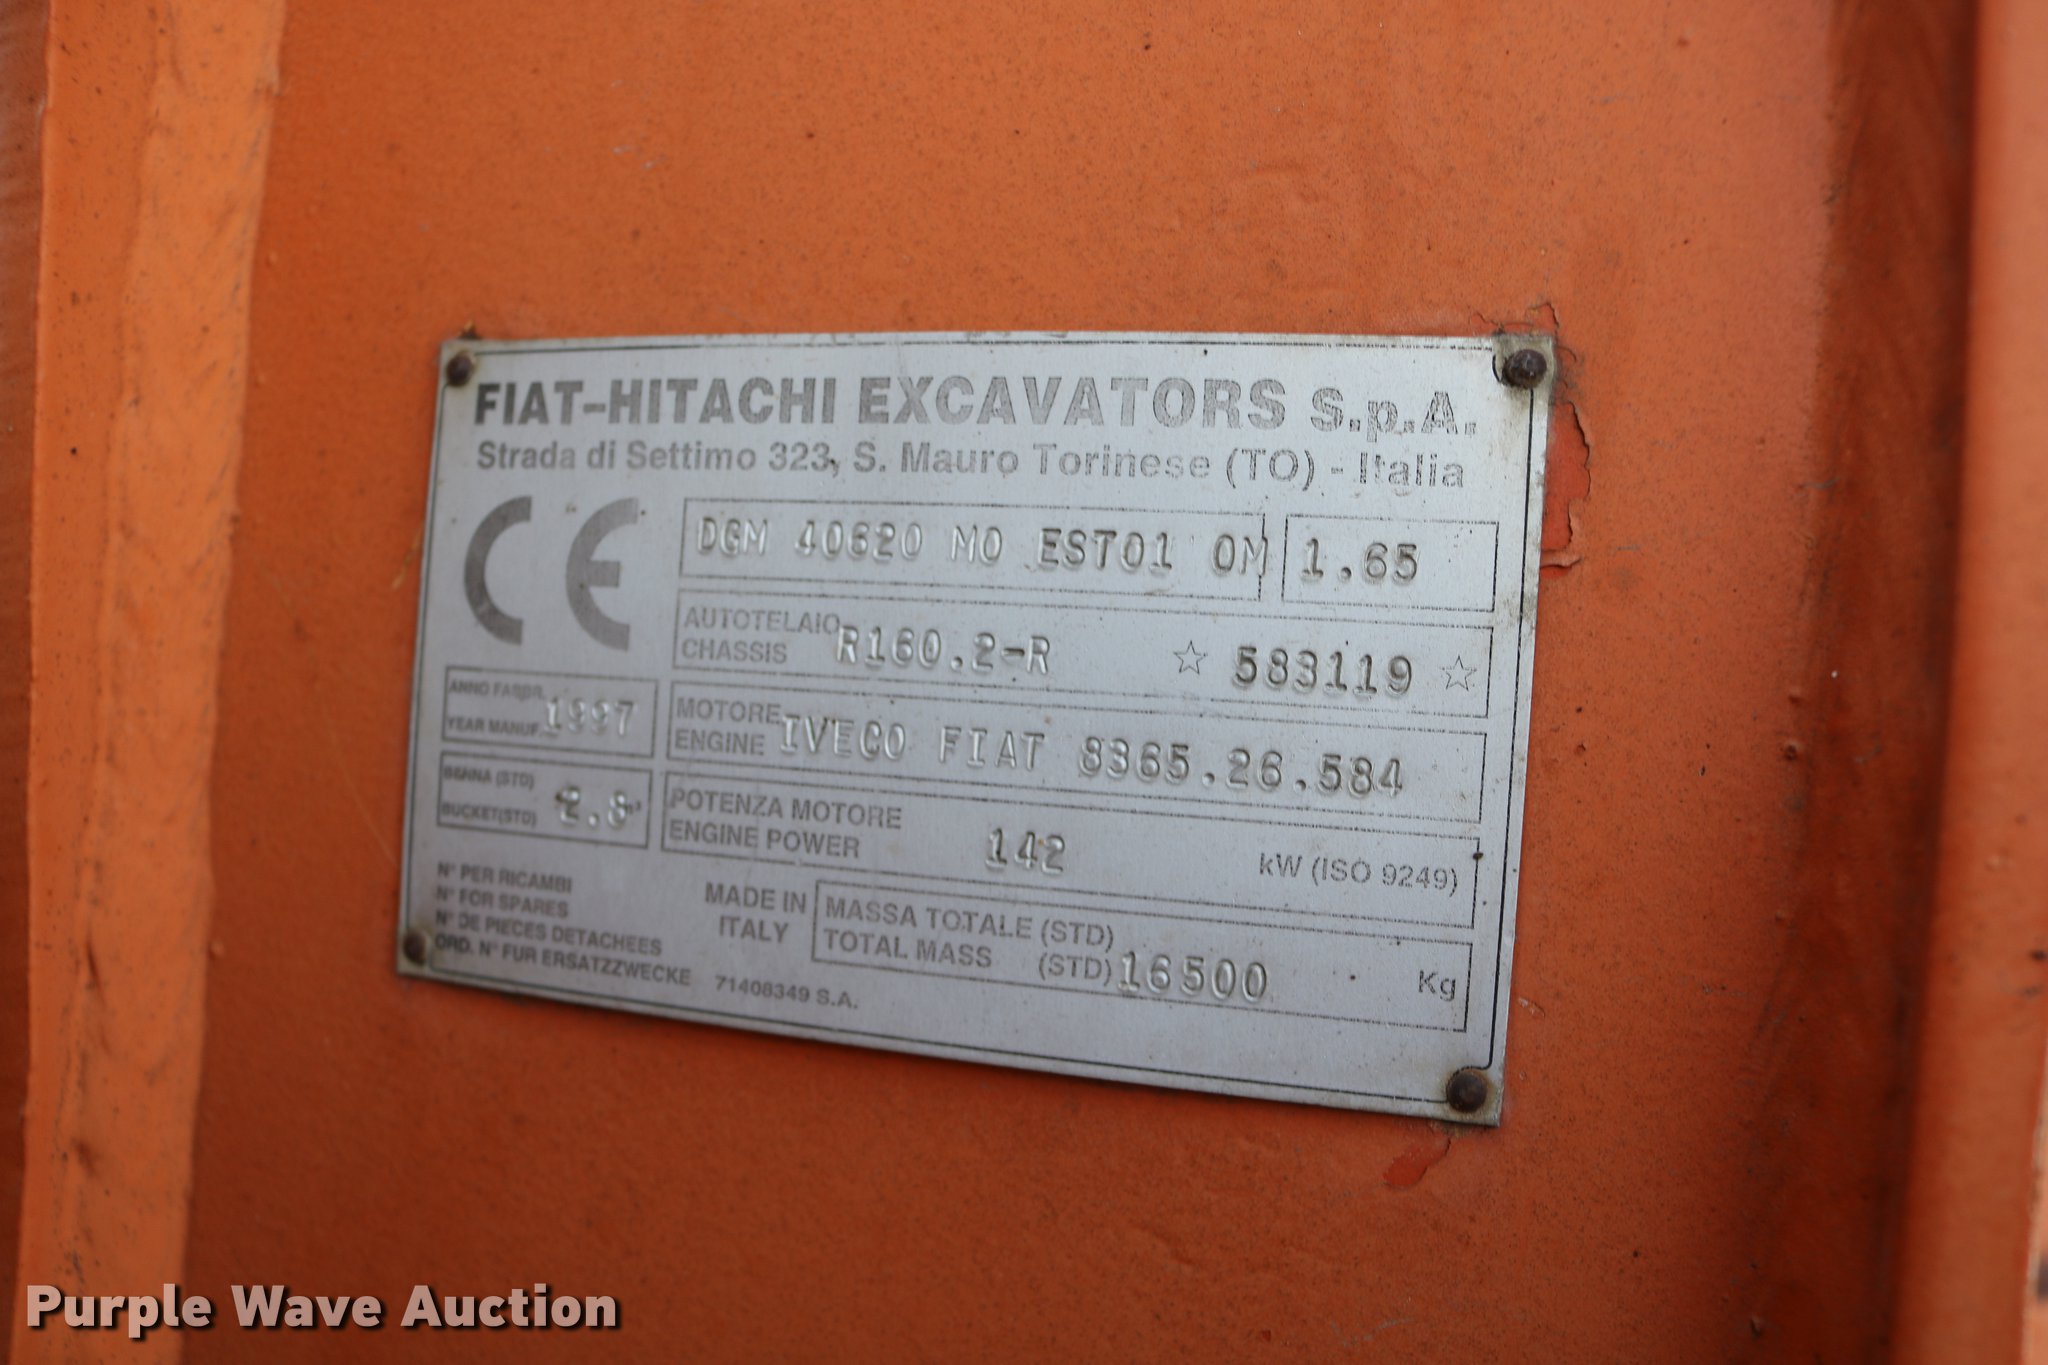 FIAT-HITACHI EXCAVATORS S.p.A.
Strada di Settimo 323, S. Mauro Torinese (TO) - Italia
CE
DGM 40620 MO EST01 OM 1.65
AUTOTELAIO
CHASSIS R160.2-R ☆ 583119 ☆
ANNO FABBR.
YEAR MANUF. 1997
MOTORE
ENGINE IVECO FIAT 8365.26.584
BENNA (STD)
BUCKET(STD) 2.8 m³
POTENZA MOTORE
ENGINE POWER 142 kW (ISO 9249)
N° PER RICAMBI
N° FOR SPARES
N° DE PIECES DETACHEES
ORD. N° FUR ERSATZZWECKE 71408349 S.A.
MADE IN
ITALY
MASSA TOTALE (STD)
TOTAL MASS (STD) 16500 Kg
Purple Wave Auction